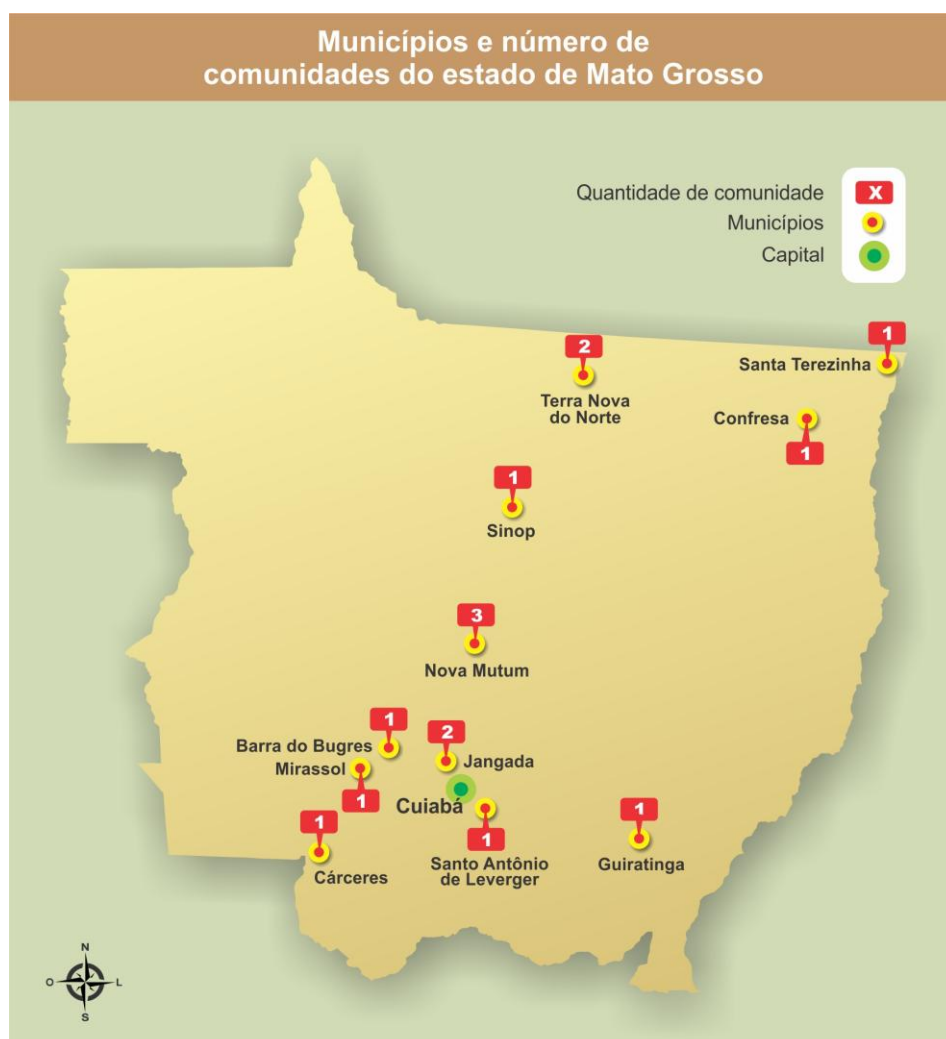 Municípios e número de
comunidades do estado de Mato Grosso
Quantidade de comunidade
X
Municípios
Capital
1
Santa Terezinha
2
Terra Nova
do Norte
Confresa
1
1
Sinop
3
Nova Mutum
1
Barra do Bugres
2
Jangada
Mirassol
1
Cuiabá
1
Santo Antônio
de Leverger
1
Guiratinga
1
Cárceres
N
O
L
S